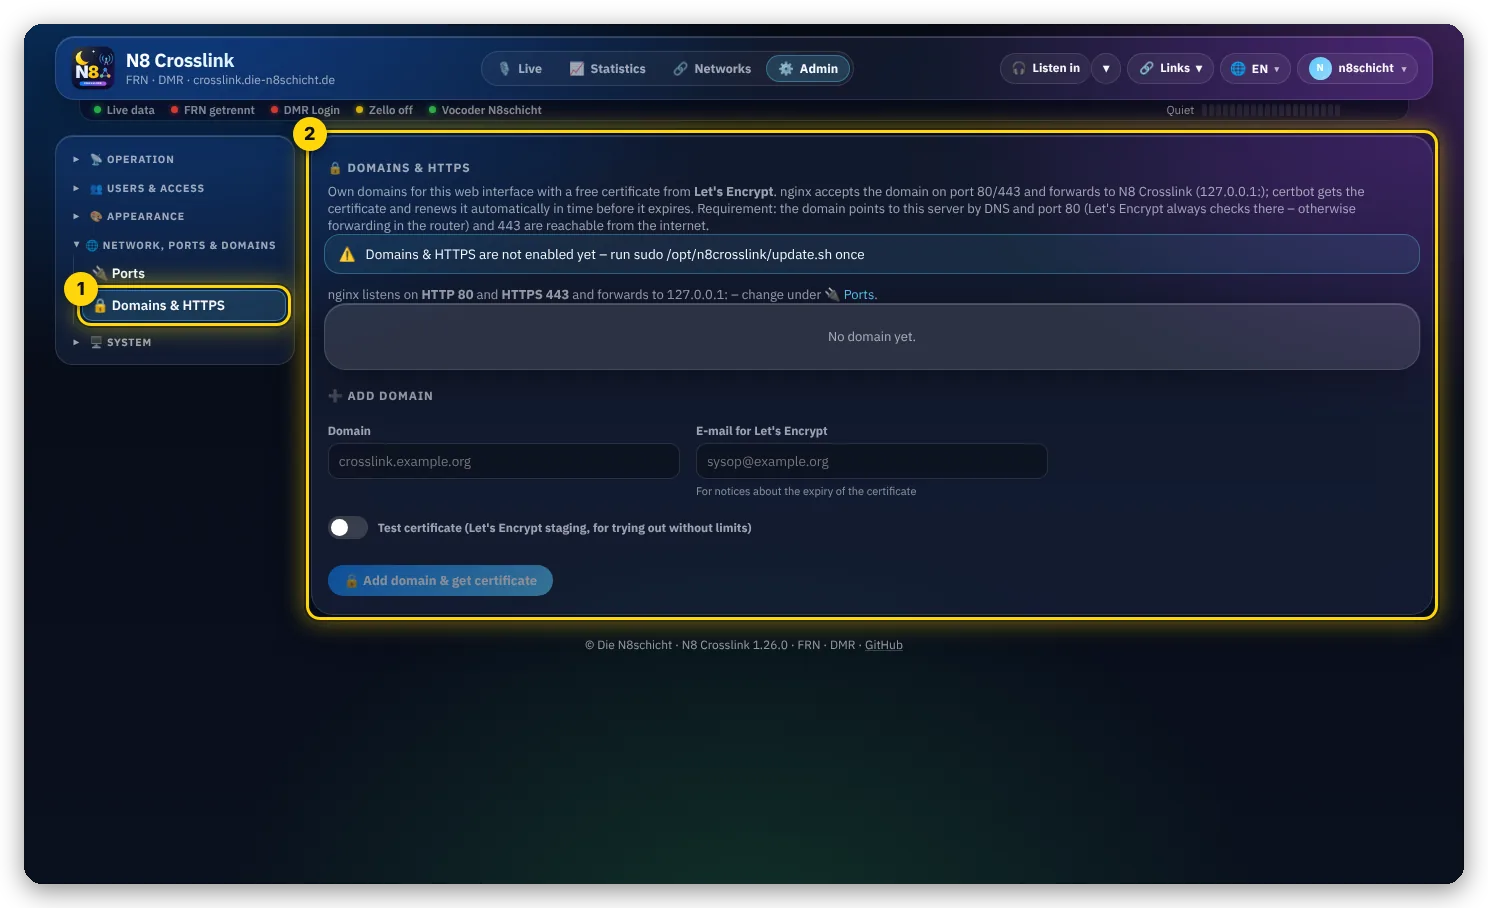 N8 Crosslink
FRN · DMR · crosslink.die-n8schicht.de
Live
Statistics
Networks
Admin
Listen in
▾
Links ▾
EN ▾
N
n8schicht ▾
Live data
FRN getrennt
DMR Login
Zello off
Vocoder N8schicht
Quiet
OPERATION
USERS & ACCESS
APPEARANCE
NETWORK, PORTS & DOMAINS
Ports
1
Domains & HTTPS
SYSTEM
2
DOMAINS & HTTPS
Own domains for this web interface with a free certificate from Let's Encrypt. nginx accepts the domain on port 80/443 and forwards to N8 Crosslink (127.0.0.1:); certbot gets the
certificate and renews it automatically in time before it expires. Requirement: the domain points to this server by DNS and port 80 (Let's Encrypt always checks there – otherwise
forwarding in the router) and 443 are reachable from the internet.
Domains & HTTPS are not enabled yet – run sudo /opt/n8crosslink/update.sh once
nginx listens on HTTP 80 and HTTPS 443 and forwards to 127.0.0.1: – change under 🔌 Ports.
No domain yet.
ADD DOMAIN
Domain
crosslink.example.org
E-mail for Let's Encrypt
sysop@example.org
For notices about the expiry of the certificate
Test certificate (Let's Encrypt staging, for trying out without limits)
Add domain & get certificate
© Die N8schicht · N8 Crosslink 1.26.0 · FRN · DMR · GitHub